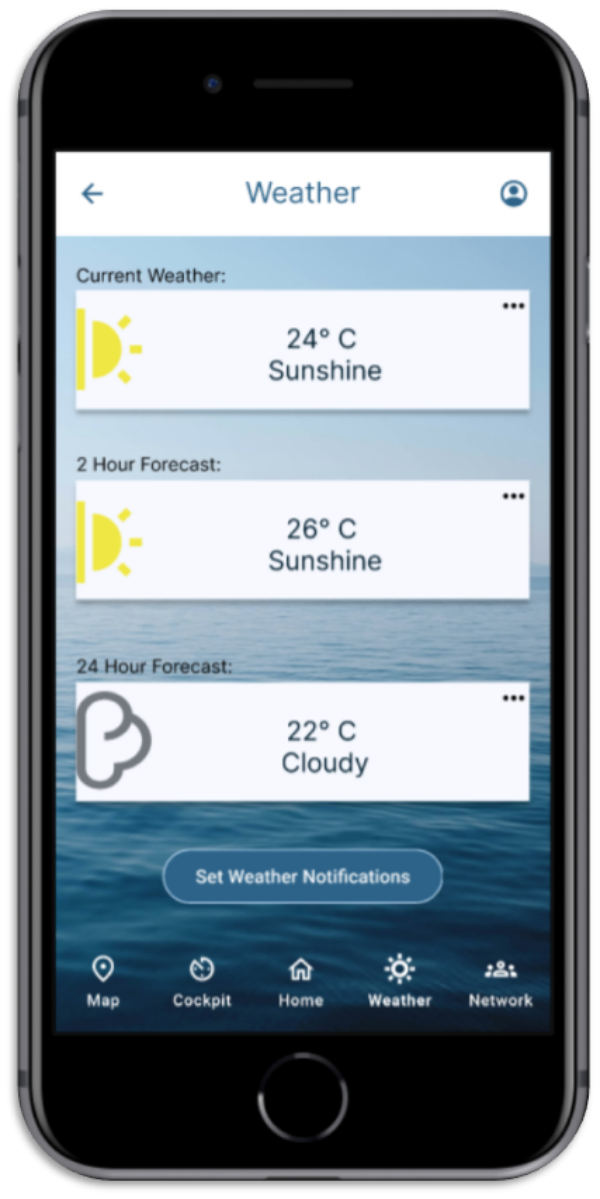 Weather
Current Weather:
24° C
Sunshine
2 Hour Forecast:
26° C
Sunshine
24 Hour Forecast:
22° C
Cloudy
Set Weather Notifications
Map Cockpit Home Weather Network